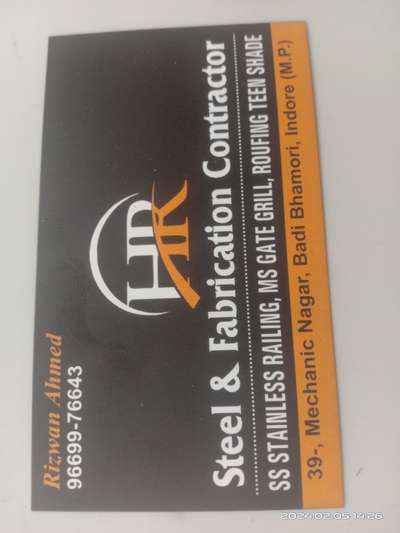 Rizwan Ahmed
96699-76643
HR
Steel & Fabrication Contractor
SS STAINLESS RAILING, MS GATE GRILL, ROUFING TEEN SHADE
39-, Mechanic Nagar, Badi Bhamori, Indore (M.P.)
2024.02.05 14:26